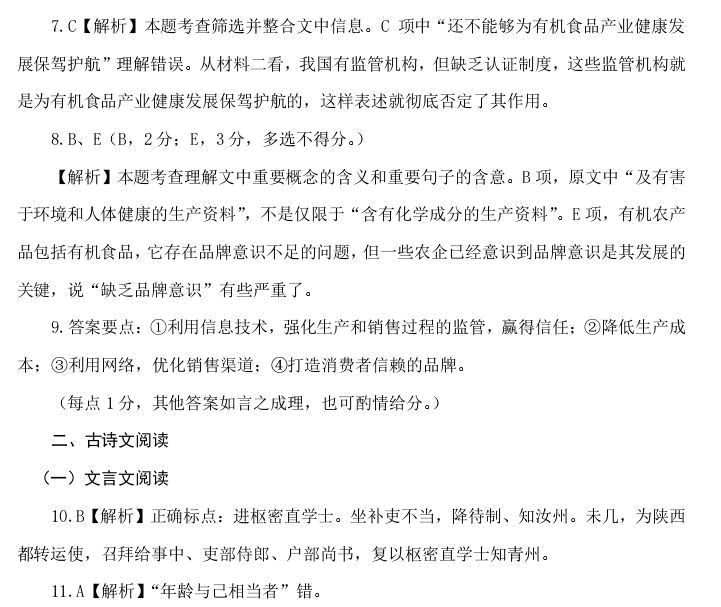 7.C【解析】本题考查筛选并整合文中信息。C 项中“还不能够为有机食品产业健康发
展保驾护航”理解错误。从材料二看，我国有监管机构，但缺乏认证制度，这些监管机构就
是为有机食品产业健康发展保驾护航的，这样表述就彻底否定了其作用。
8.B、E（B，2 分；E，3 分，多选不得分。）
【解析】本题考查理解文中重要概念的含义和重要句子的含意。B 项，原文中“及有害
于环境和人体健康的生产资料”，不是仅限于“含有化学成分的生产资料”。E 项，有机农产
品包括有机食品，它存在品牌意识不足的问题，但一些农企已经意识到品牌意识是其发展的
关键，说“缺乏品牌意识”有些严重了。
9.答案要点：①利用信息技术，强化生产和销售过程的监管，赢得信任；②降低生产成
本；③利用网络，优化销售渠道；④打造消费者信赖的品牌。
（每点 1 分，其他答案如言之成理，也可酌情给分。）
二、古诗文阅读
（一）文言文阅读
10.B【解析】正确标点：进枢密直学士。坐补吏不当，降待制、知汝州。未几，为陕西
都转运使，召拜给事中、吏部侍郎、户部尚书，复以枢密直学士知青州。
11.A【解析】“年龄与己相当者”错。